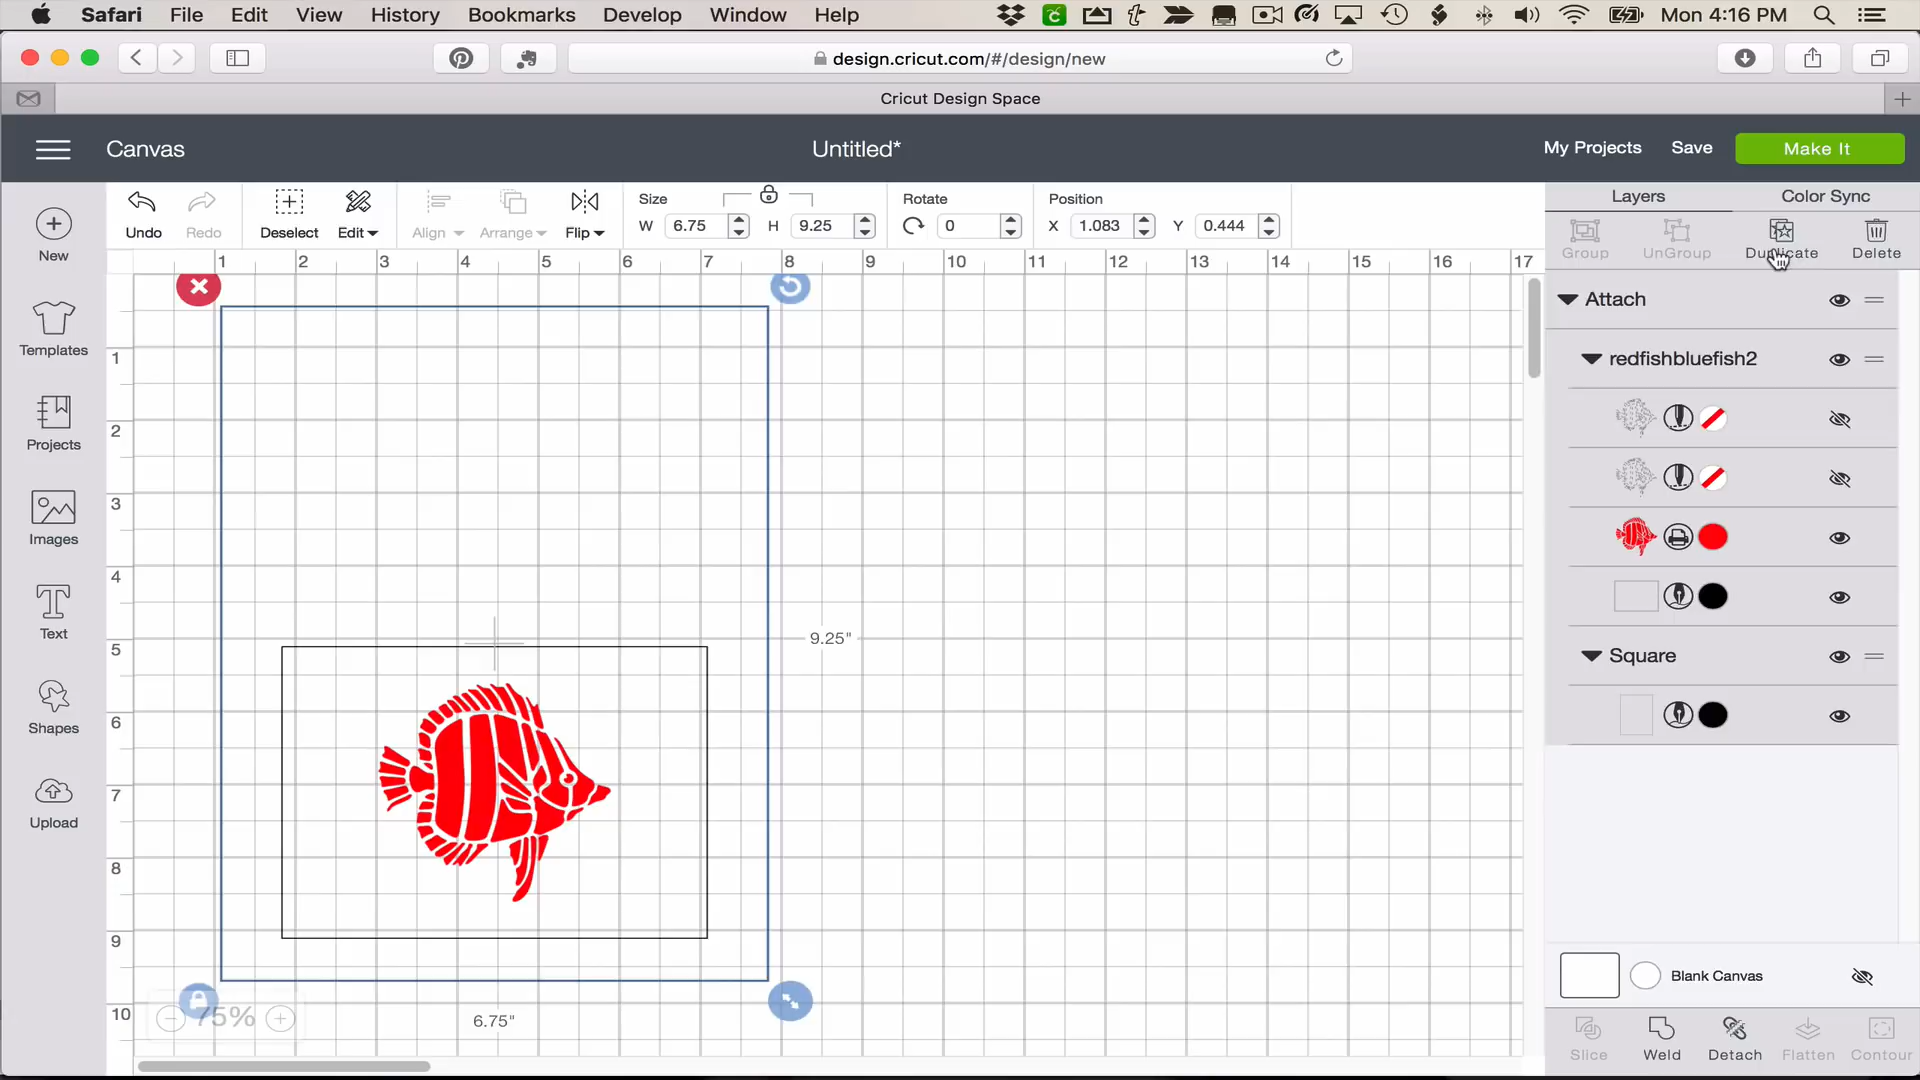 Safari File Edit View History Bookmarks Develop Window Help Mon 4:16 PM
design.cricut.com/#/design/new
Cricut Design Space
Canvas Untitled* My Projects Save Make It
Undo Redo Deselect Edit Align Arrange Flip
Size W 6.75 H 9.25 Rotate 0 Position X 1.083 Y 0.444
Layers Color Sync
Group UnGroup Duplicate Delete
1 2 3 4 5 6 7 8 9 10 11 12 13 14 15 16 17
New
Templates
Projects
Images
Text
Shapes
Upload
1
2
3
4
5
6
7
8
9
10
9.25"
6.75"
75%
Attach
redfishbluefish2
Square
Blank Canvas
Slice Weld Detach Flatten Contour